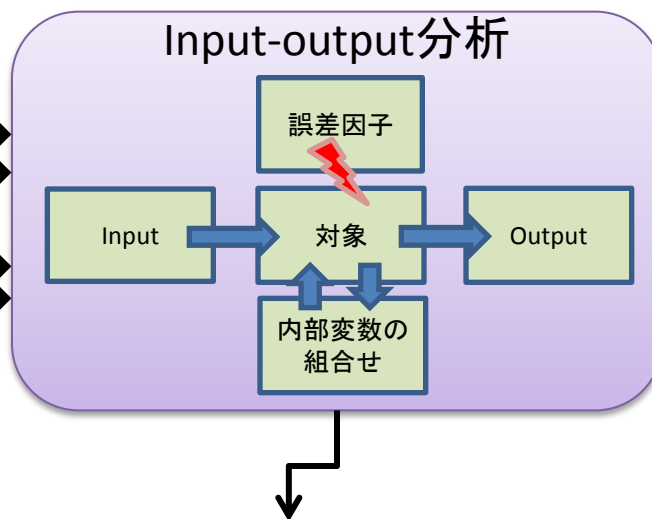 Input-output分析
誤差因子
Input
対象
Output
内部変数の
組合せ